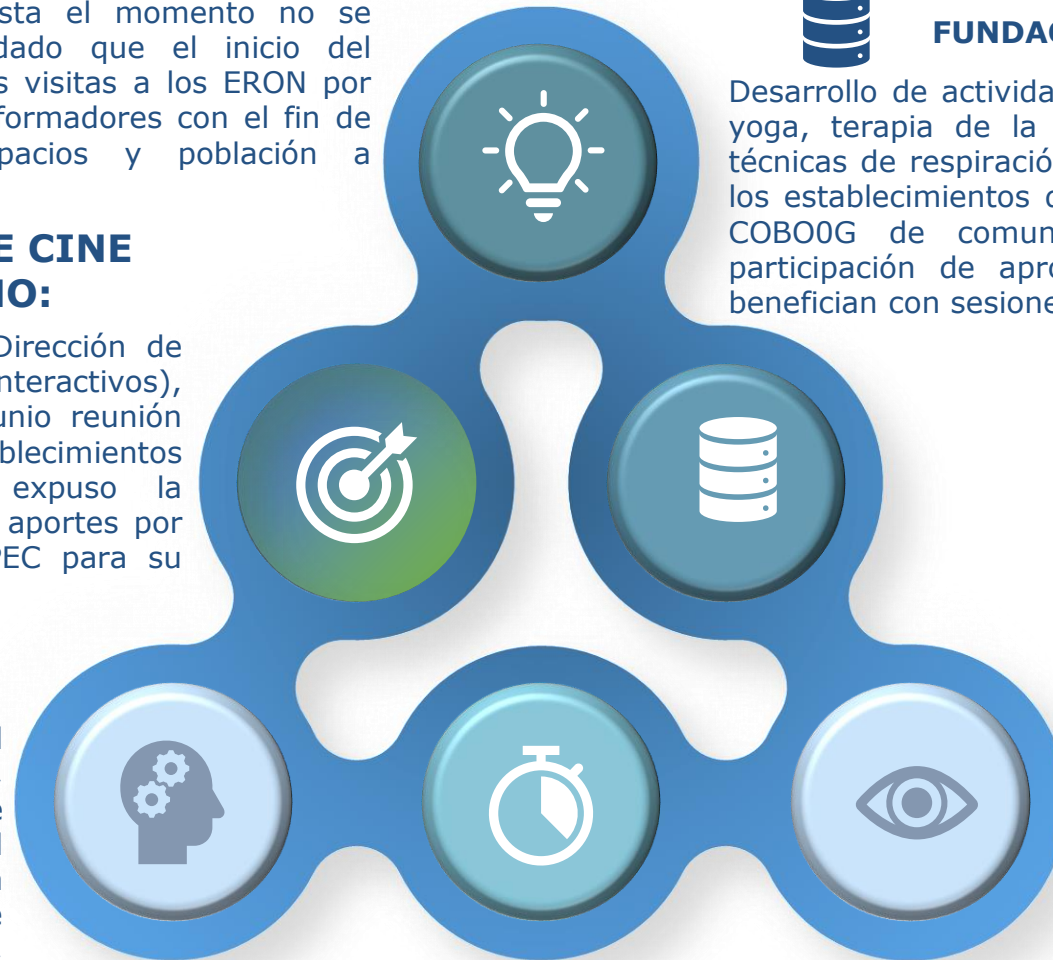 sta el momento no se
dado que el inicio del
s visitas a los ERON por
formadores con el fin de
pacios y población a
E CINE
IO:
Dirección de
nteractivos),
unio reunión
blecimientos
expuso la
aportes por
PEC para su
FUNDA
Desarrollo de activida
yoga, terapia de la
técnicas de respiració
los establecimientos
COBO0G de comun
participación de apro
benefician con sesione